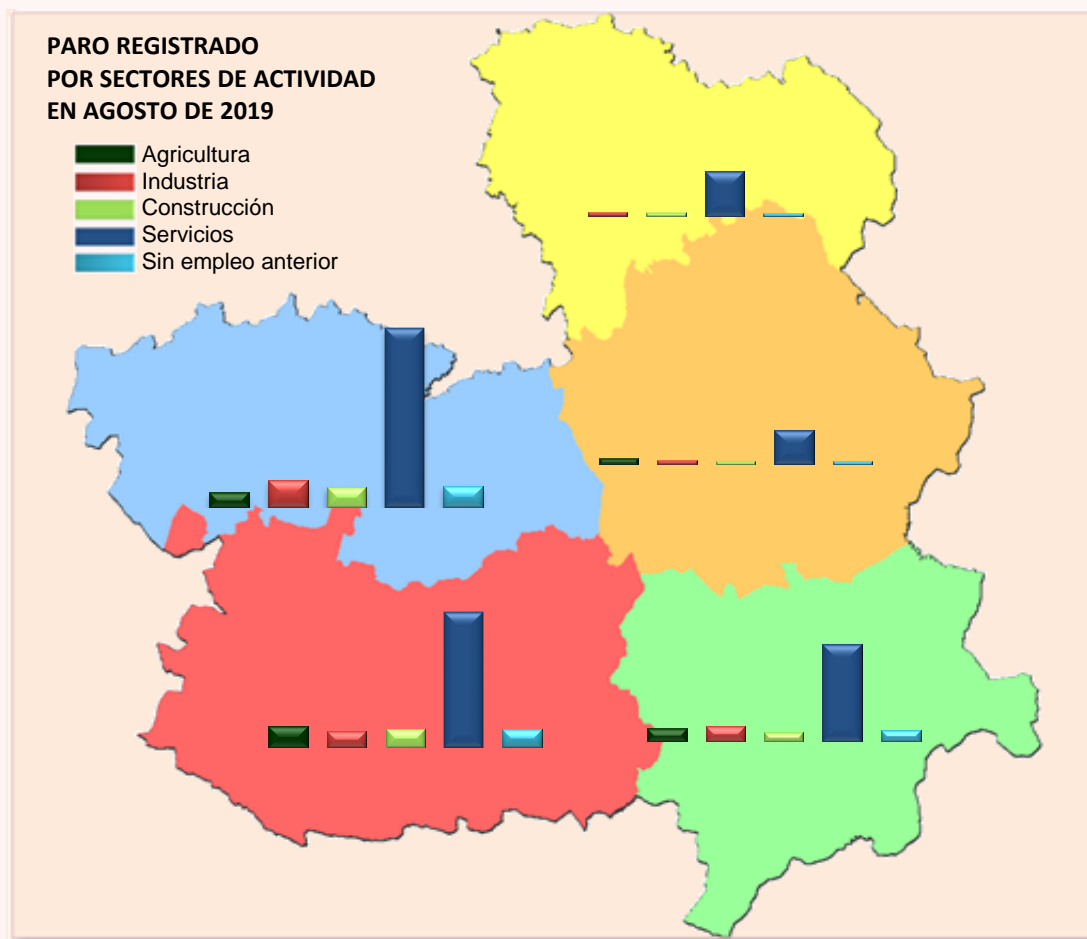 PARO REGISTRADO
POR SECTORES DE ACTIVIDAD
EN AGOSTO DE 2019
Agricultura
Industria
Construcción
Servicios
Sin empleo anterior